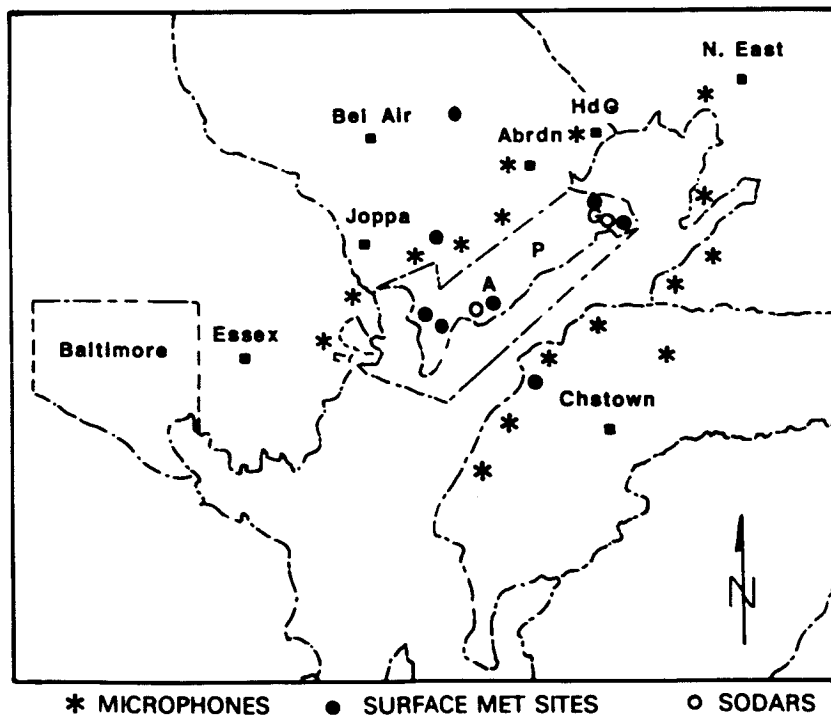 N. East
HdG
Bel Air
Abrdn
Joppa
P
A
Essex
Baltimore
Chstown
N
* MICROPHONES ● SURFACE MET SITES ○ SODARS